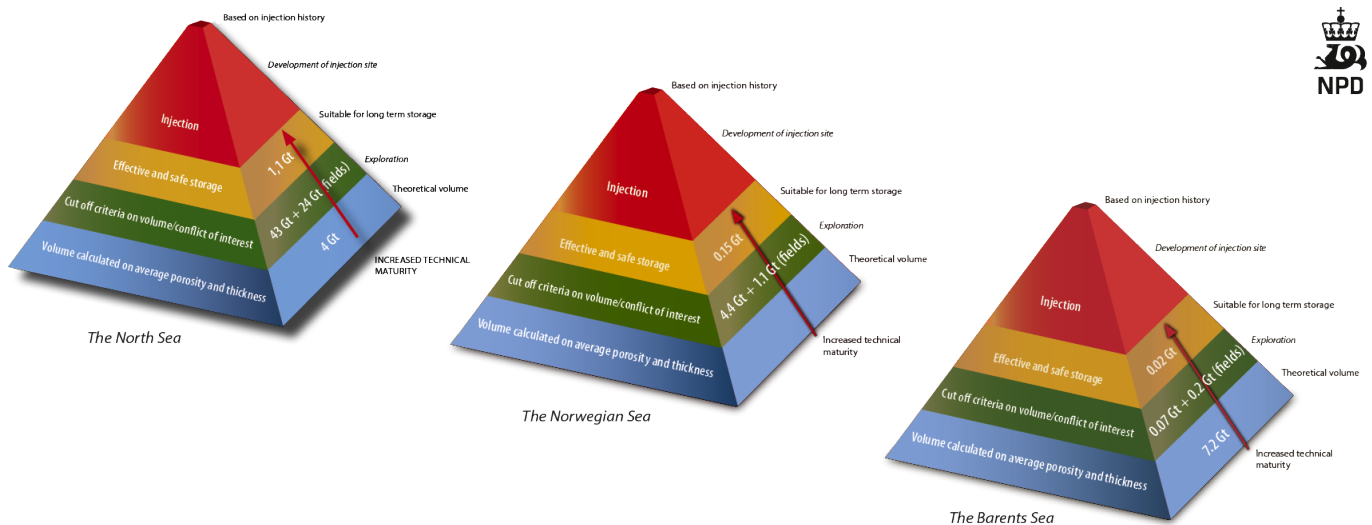 Based on injection history
Development of injection site
Suitable for long term storage
Exploration
Theoretical volume
INCREASED TECHNICAL
MATURITY
Injection
Effective and safe storage
Cut off criteria on volume/conflict of interest
Volume calculated on average porosity and thickness
1,1 Gt
43 Gt + 24 Gt (fields)
4 Gt
The North Sea
Based on injection history
Development of injection site
Suitable for long term storage
Exploration
Theoretical volume
Increased technical
maturity
Injection
Effective and safe storage
Cut off criteria on volume/conflict of interest
Volume calculated on average porosity and thickness
0.15 Gt
4.4 Gt + 1.1 Gt (fields)
The Norwegian Sea
Based on injection history
Development of injection site
Suitable for long term storage
Exploration
Theoretical volume
Increased technical
maturity
Injection
Effective and safe storage
Cut off criteria on volume/conflict of interest
Volume calculated on average porosity and thickness
0.02 Gt
0.07 Gt + 0.2 Gt (fields)
7.2 Gt
The Barents Sea
NPD